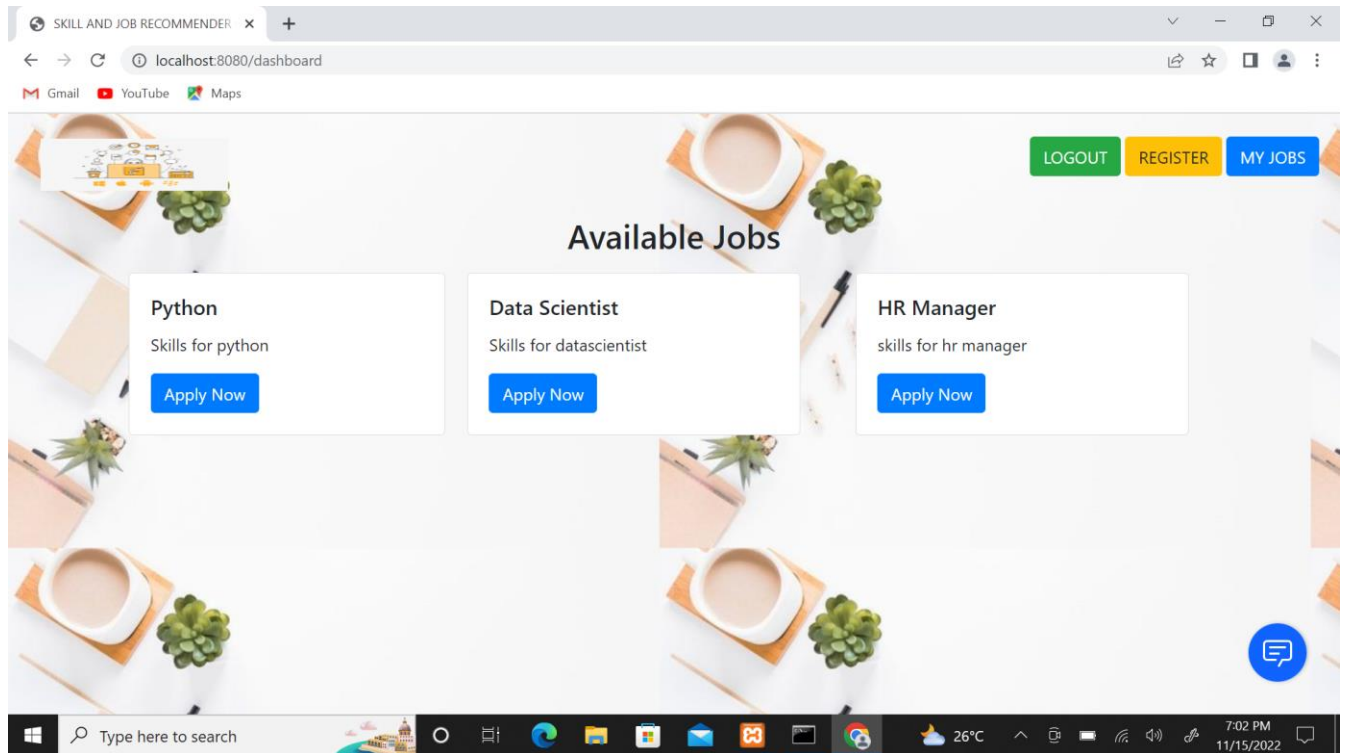 SKILL AND JOB RECOMMENDER
localhost:8080/dashboard
Gmail YouTube Maps
LOGOUT REGISTER MY JOBS
Available Jobs
Python Data Scientist HR Manager
Skills for python Skills for datascientist skills for hr manager
Apply Now Apply Now Apply Now
Type here to search 26°C 7:02 PM
11/15/2022